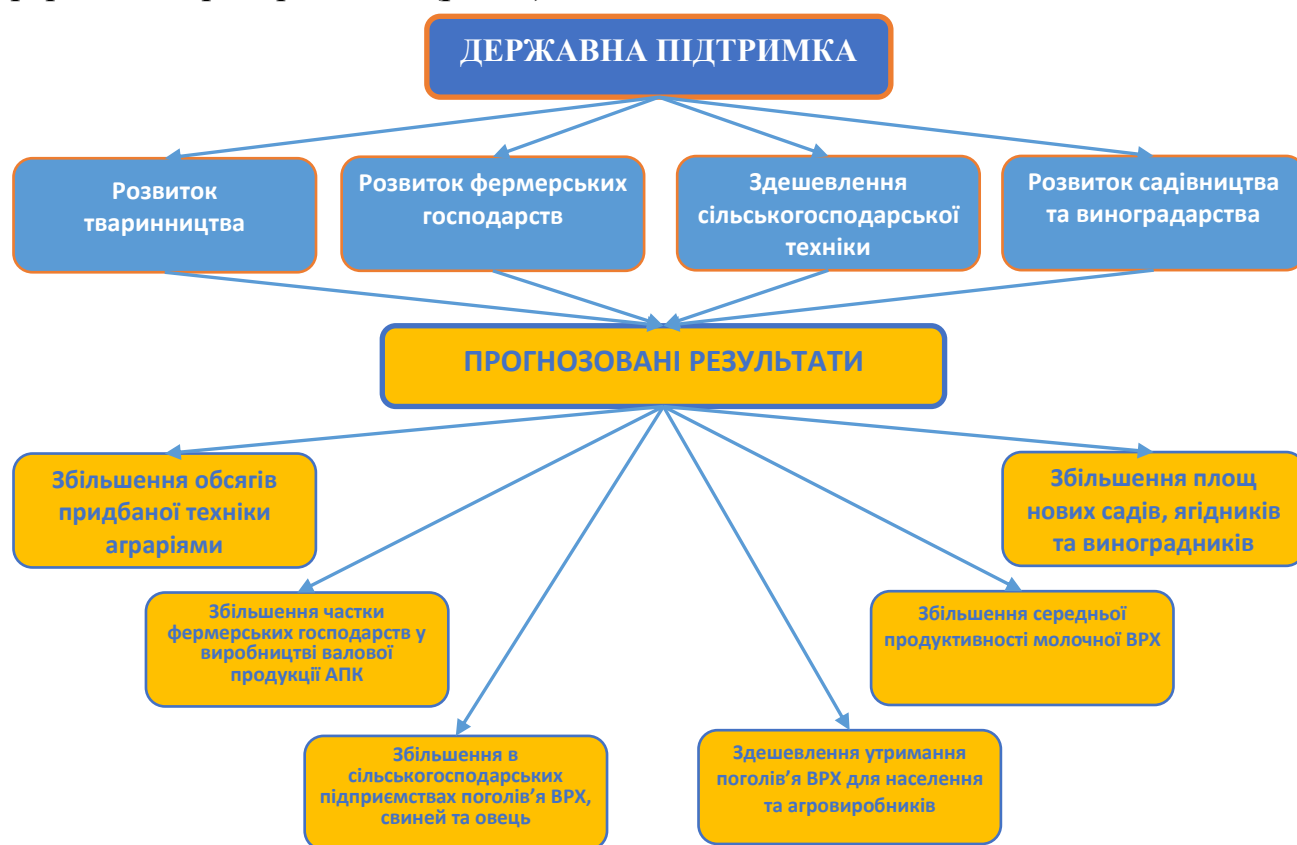 ДЕРЖАВНА ПІДТРИМКА
Розвиток
тваринництва
Розвиток фермерських
господарств
Здешевлення
сільськогосподарської
техніки
Розвиток садівництва
та виноградарства
ПРОГНОЗОВАНІ РЕЗУЛЬТАТИ
Збільшення обсягів
придбаної техніки
аграріями
Збільшення площ
нових садів, ягідників
та виноградників
Збільшення частки
фермерських господарств у
виробництві валової
продукції АПК
Збільшення середньої
продуктивності молочної ВРХ
Збільшення в
сільськогосподарських
підприємствах поголів’я ВРХ,
свиней та овець
Здешевлення утримання
поголів’я ВРХ для населення
та агровиробників